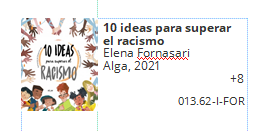 10 IDEAS
para superar el
RACISMO
10 ideas para superar
el racismo
Elena Fornasari
Alga, 2021
+8
013.62-I-FOR